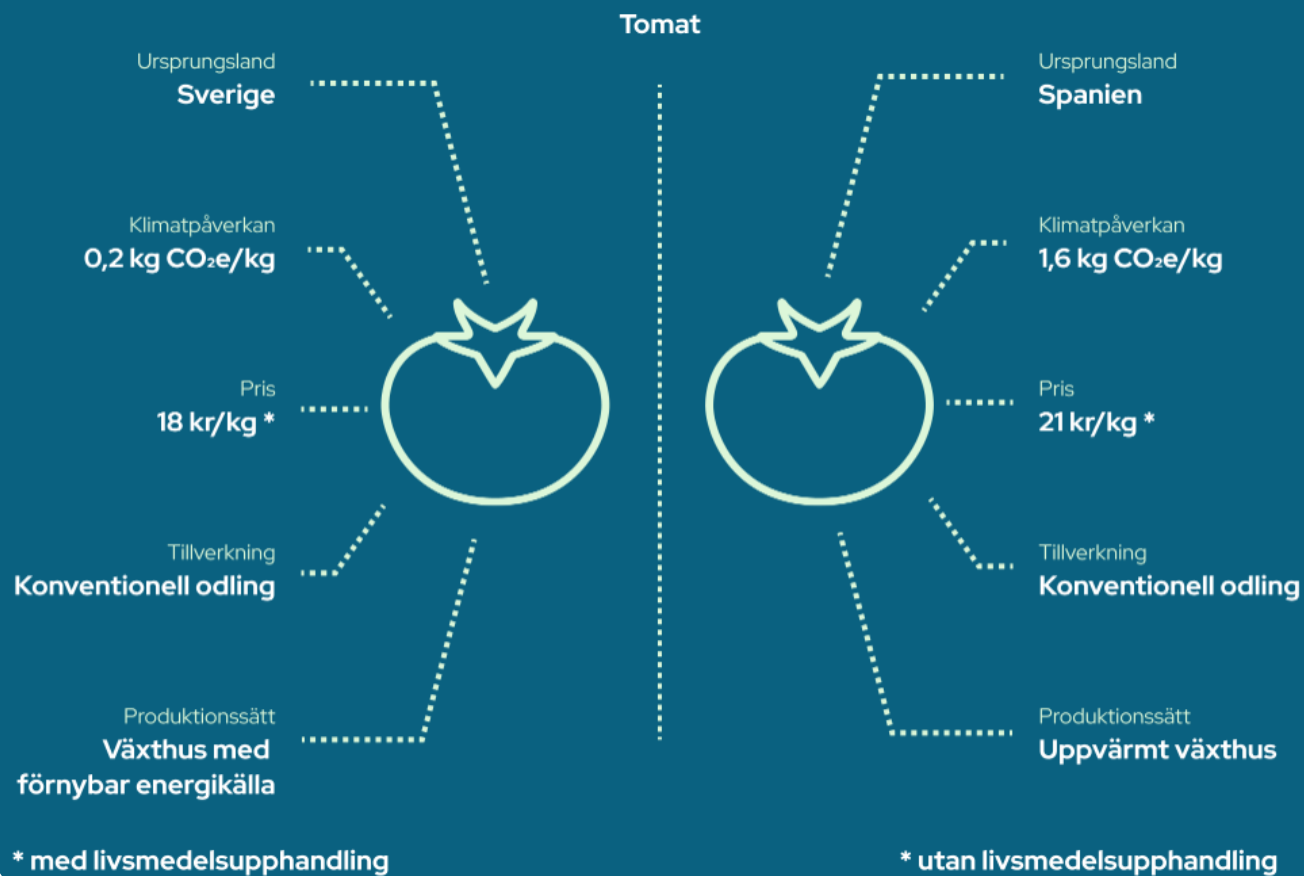 Tomat
Ursprungsland
Sverige
Klimatpåverkan
0,2 kg CO₂e/kg
Pris
18 kr/kg *
Tillverkning
Konventionell odling
Produktionssätt
Växthus med
förnybar energikälla
* med livsmedelsupphandling
Ursprungsland
Spanien
Klimatpåverkan
1,6 kg CO₂e/kg
Pris
21 kr/kg *
Tillverkning
Konventionell odling
Produktionssätt
Uppvärmt växthus
* utan livsmedelsupphandling